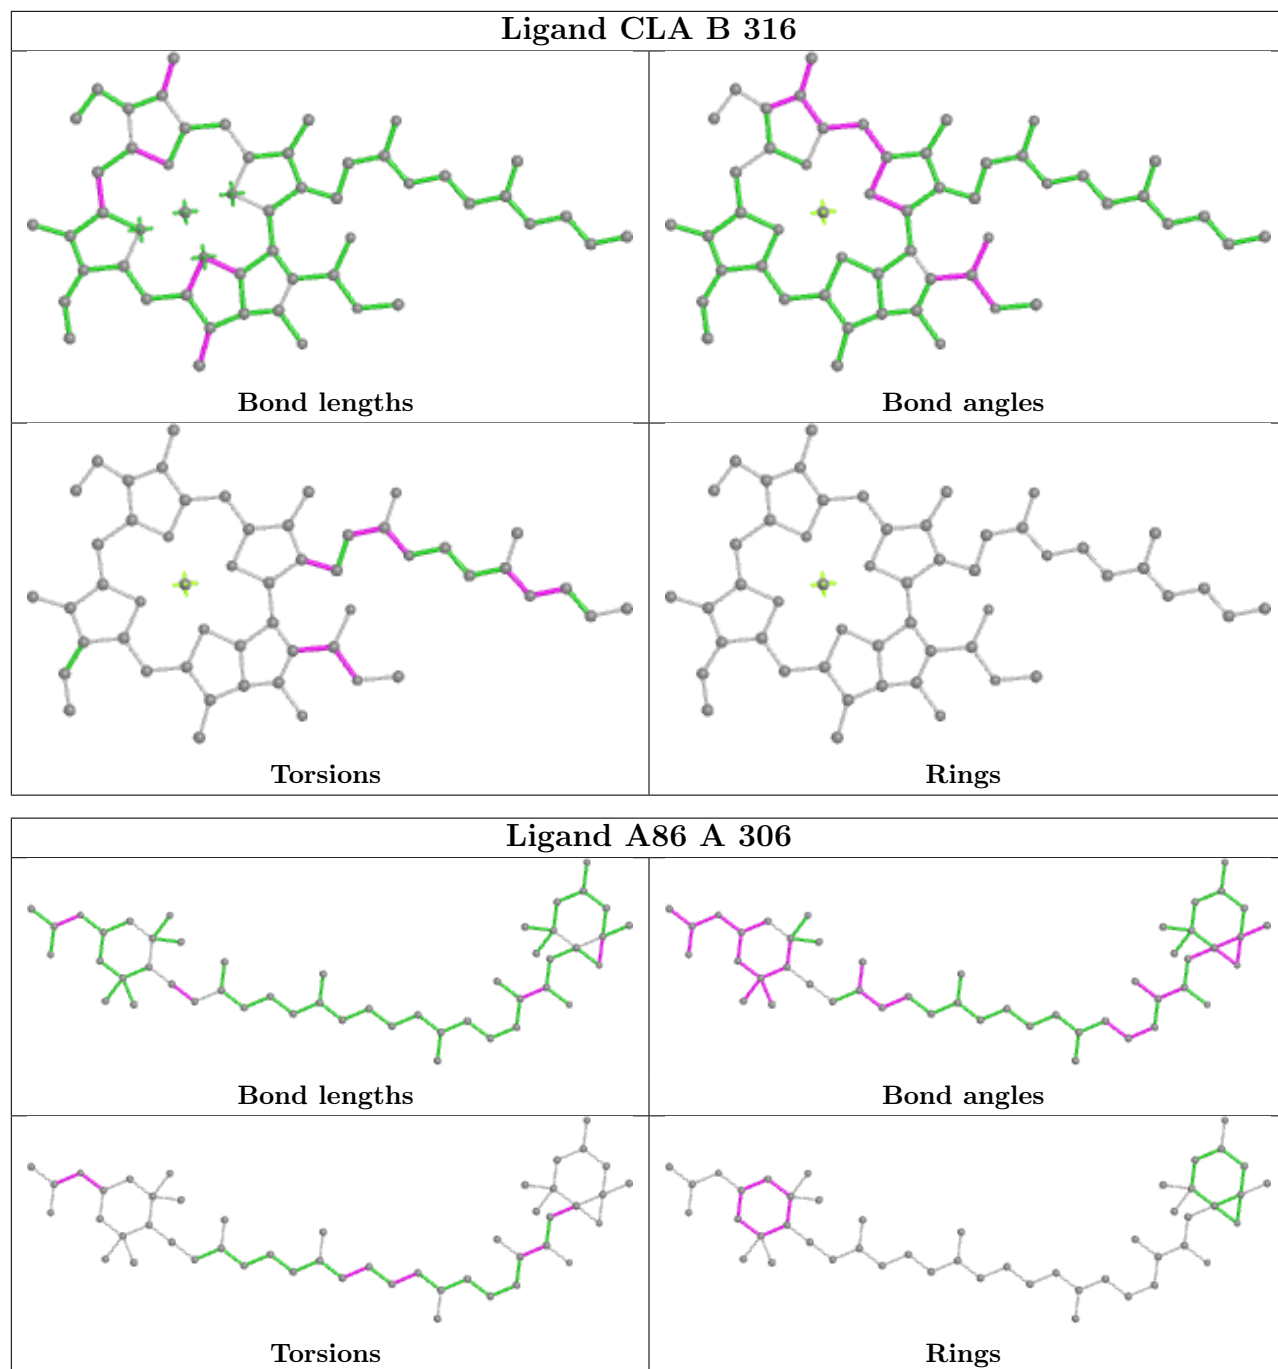 Ligand CLA B 316
Bond lengths
Bond angles
Torsions
Rings
Ligand A86 A 306
Bond lengths
Bond angles
Torsions
Rings